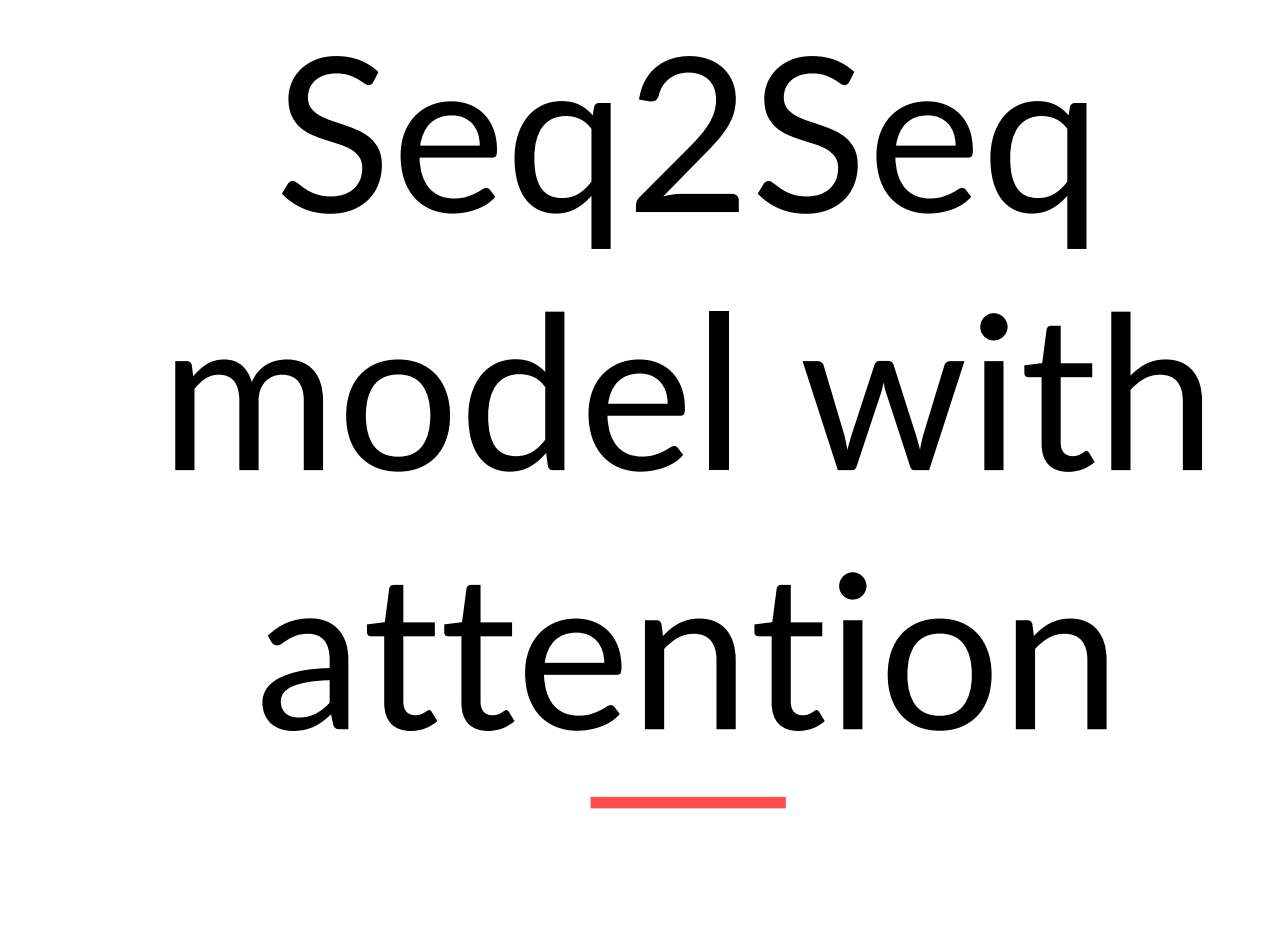 Seq2Seq
model with
attention